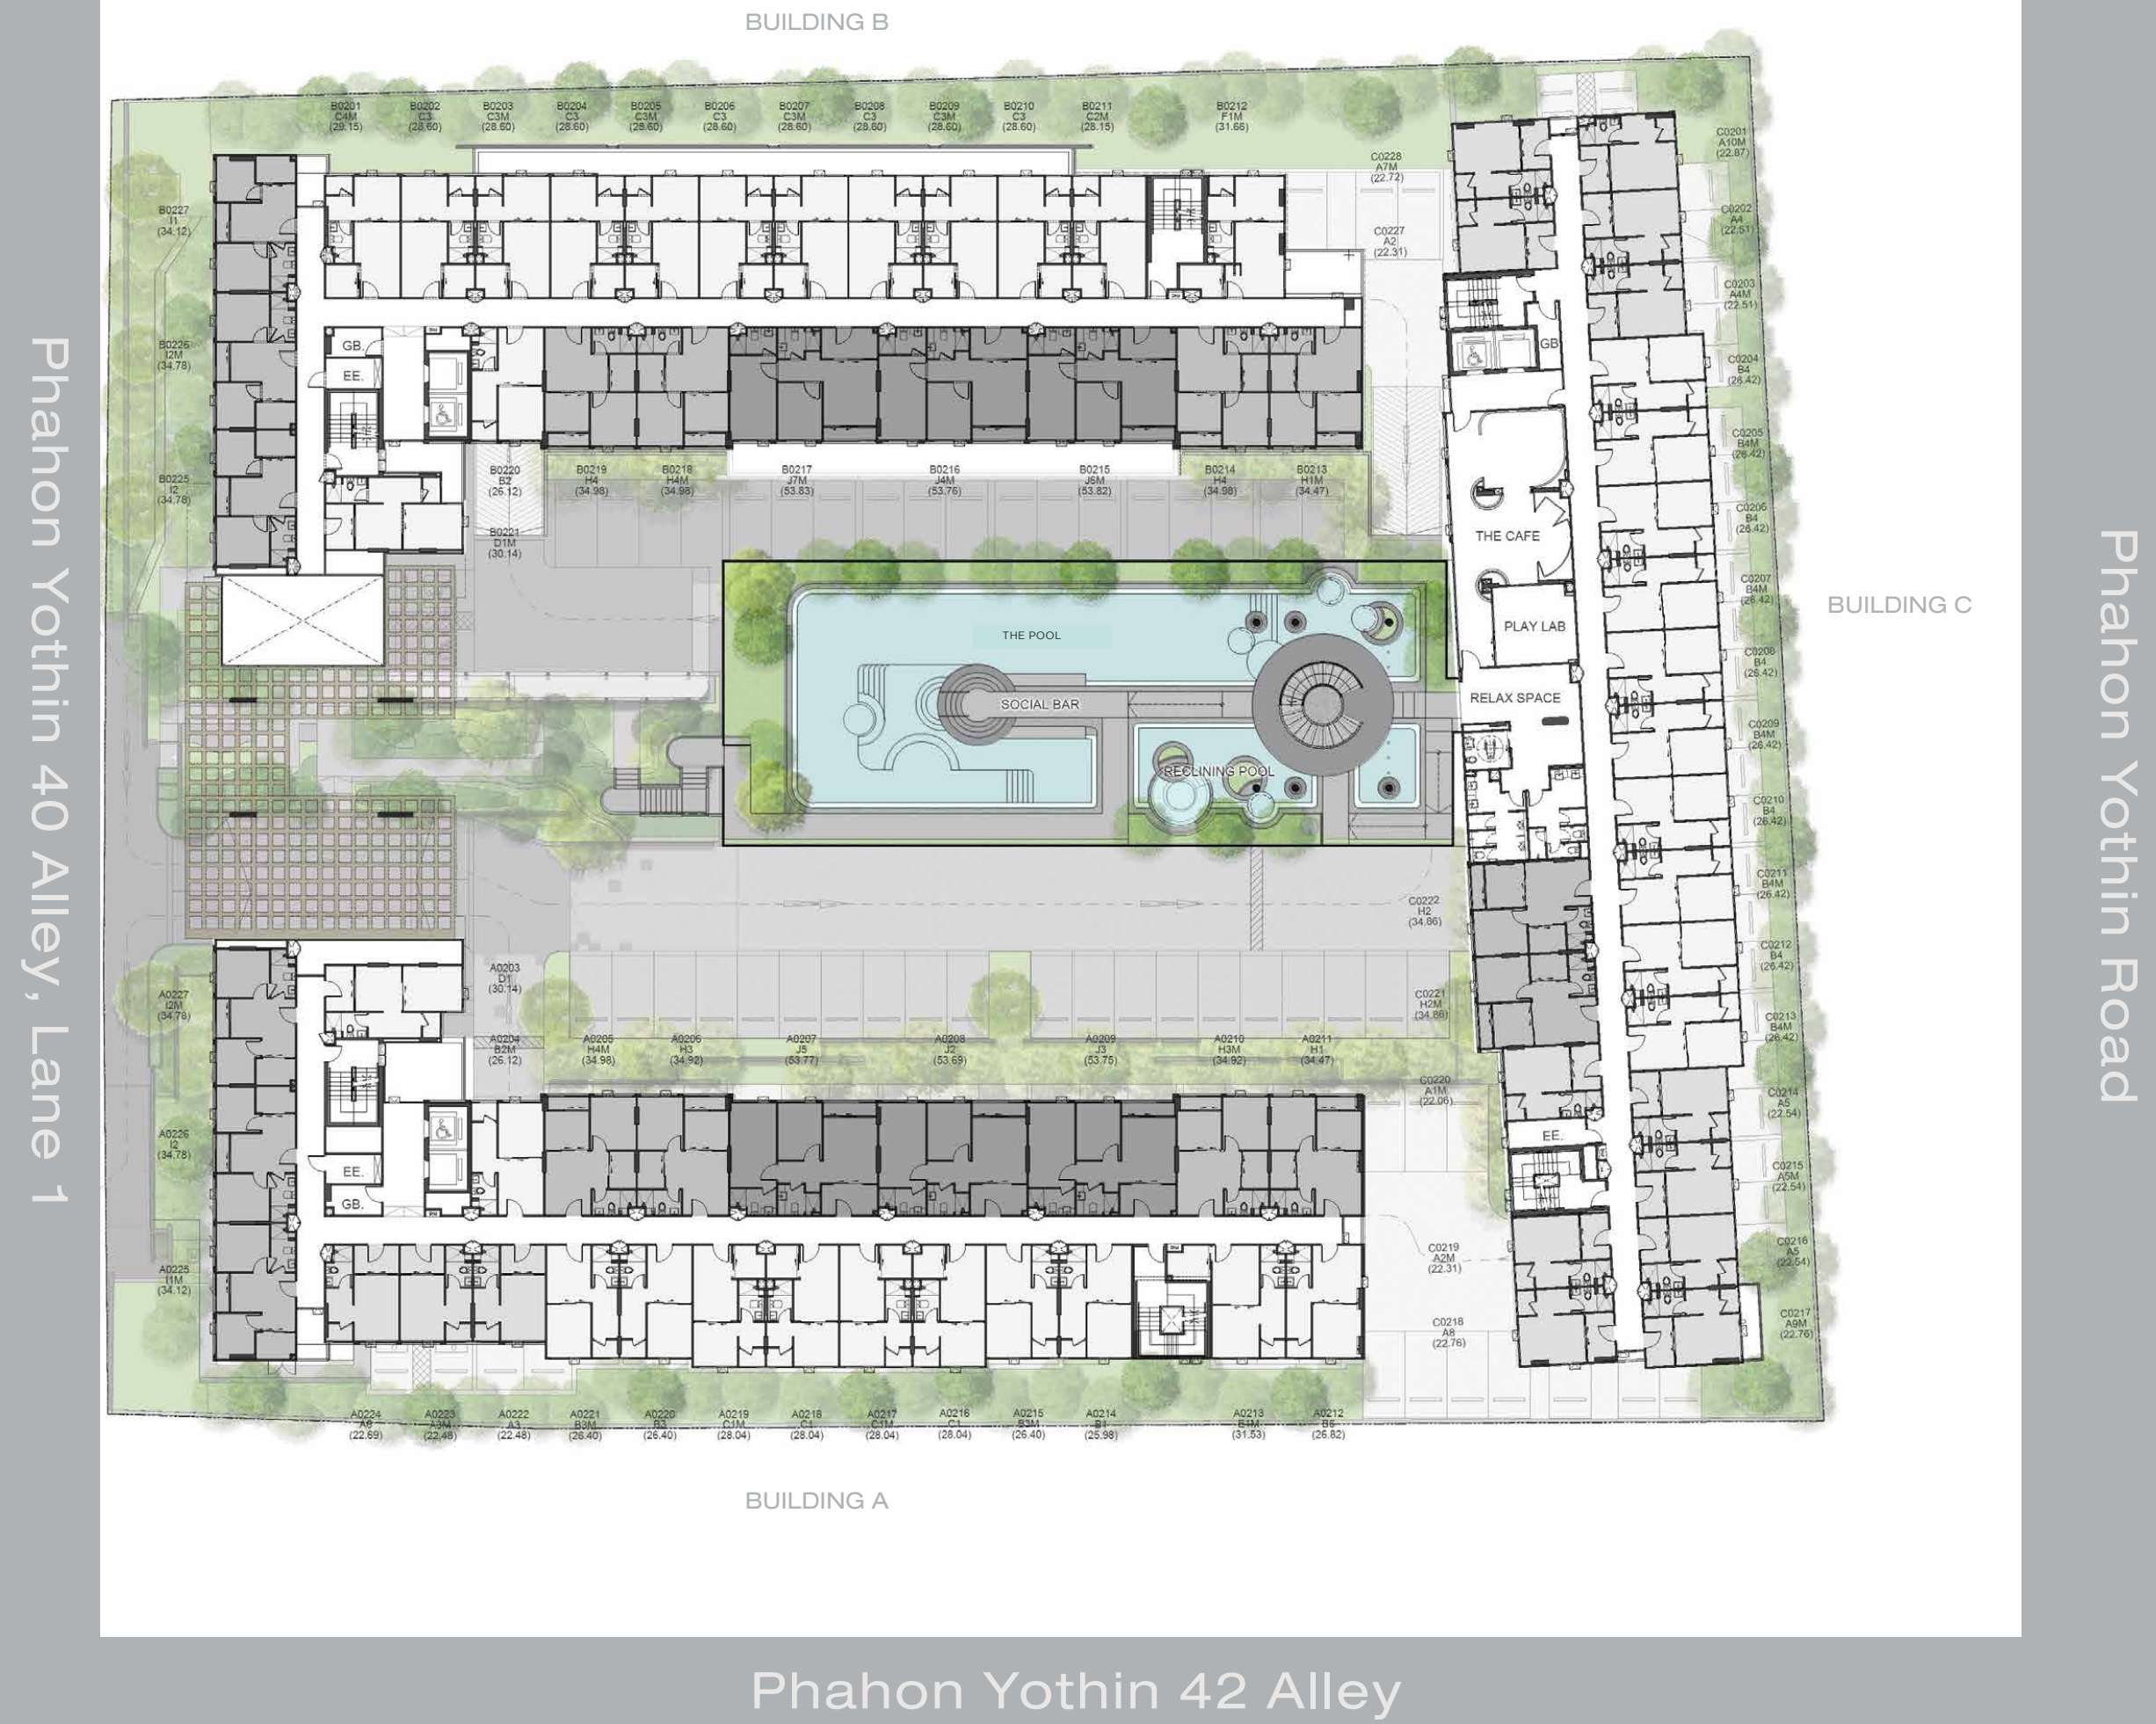 BUILDING B
B0201
C4M
(29.15)
B0202
C3
(28.60)
B0203
C3M
(28.60)
B0204
C3
(28.60)
B0205
C3M
(28.60)
B0206
C3
(28.60)
B0207
C3M
(28.60)
B0208
C3
(28.60)
B0209
C3M
(28.60)
B0210
C3
(28.60)
B0211
C2M
(28.15)
B0212
F1M
(31.66)
C0228
A7M
(22.72)
C0227
A2
(22.31)
C0201
A10M
(22.87)
C0202
A4
(22.51)
C0203
A4M
(22.51)
C0204
B4
(26.42)
C0205
B4M
(26.42)
C0206
B4
(26.42)
C0207
B4M
(26.42)
C0208
B4
(26.42)
C0209
B4M
(26.42)
C0210
B4
(26.42)
C0211
B4M
(26.42)
C0212
B4
(26.42)
C0213
B4M
(26.42)
C0214
A5
(22.54)
C0215
A5M
(22.54)
C0216
A5
(22.54)
C0217
A9M
(22.76)
B0227
I1
(34.12)
B0226
I2M
(34.78)
B0225
I2
(34.78)
GB.
EE.
GB
B0220
B2
(26.12)
B0219
H4
(34.98)
B0218
H4M
(34.98)
B0217
J7M
(53.83)
B0216
J4M
(53.76)
B0215
J6M
(53.82)
B0214
H4
(34.98)
B0213
H1M
(34.47)
B0221
D1M
(30.14)
THE CAFE
PLAY LAB
RELAX SPACE
THE POOL
SOCIAL BAR
RECLINING POOL
BUILDING C
C0222
H2
(34.86)
C0221
H2M
(34.86)
C0220
A1M
(22.06)
C0219
A2M
(22.31)
C0218
A8
(22.76)
EE.
A0227
I2M
(34.78)
A0226
I2
(34.78)
A0225
I1M
(34.12)
A0203
D1
(30.14)
A0204
B2M
(26.12)
A0205
H4M
(34.98)
A0206
H3
(34.92)
A0207
J5
(53.77)
A0208
J2
(53.69)
A0209
J3
(53.75)
A0210
H3M
(34.92)
A0211
H1
(34.47)
EE.
GB.
A0224
(22.69)
A0223
A3M
(22.48)
A0222
A3
(22.48)
A0221
B3M
(26.40)
A0220
B3
(26.40)
A0219
C1M
(28.04)
A0218
C1
(28.04)
A0217
C1M
(28.04)
A0216
C1
(28.04)
A0215
B3M
(26.40)
A0214
B1
(25.98)
A0213
E1M
(31.53)
A0212
(26.82)
BUILDING A
Phahon Yothin 40 Alley, Lane 1
Phahon Yothin Road
Phahon Yothin 42 Alley